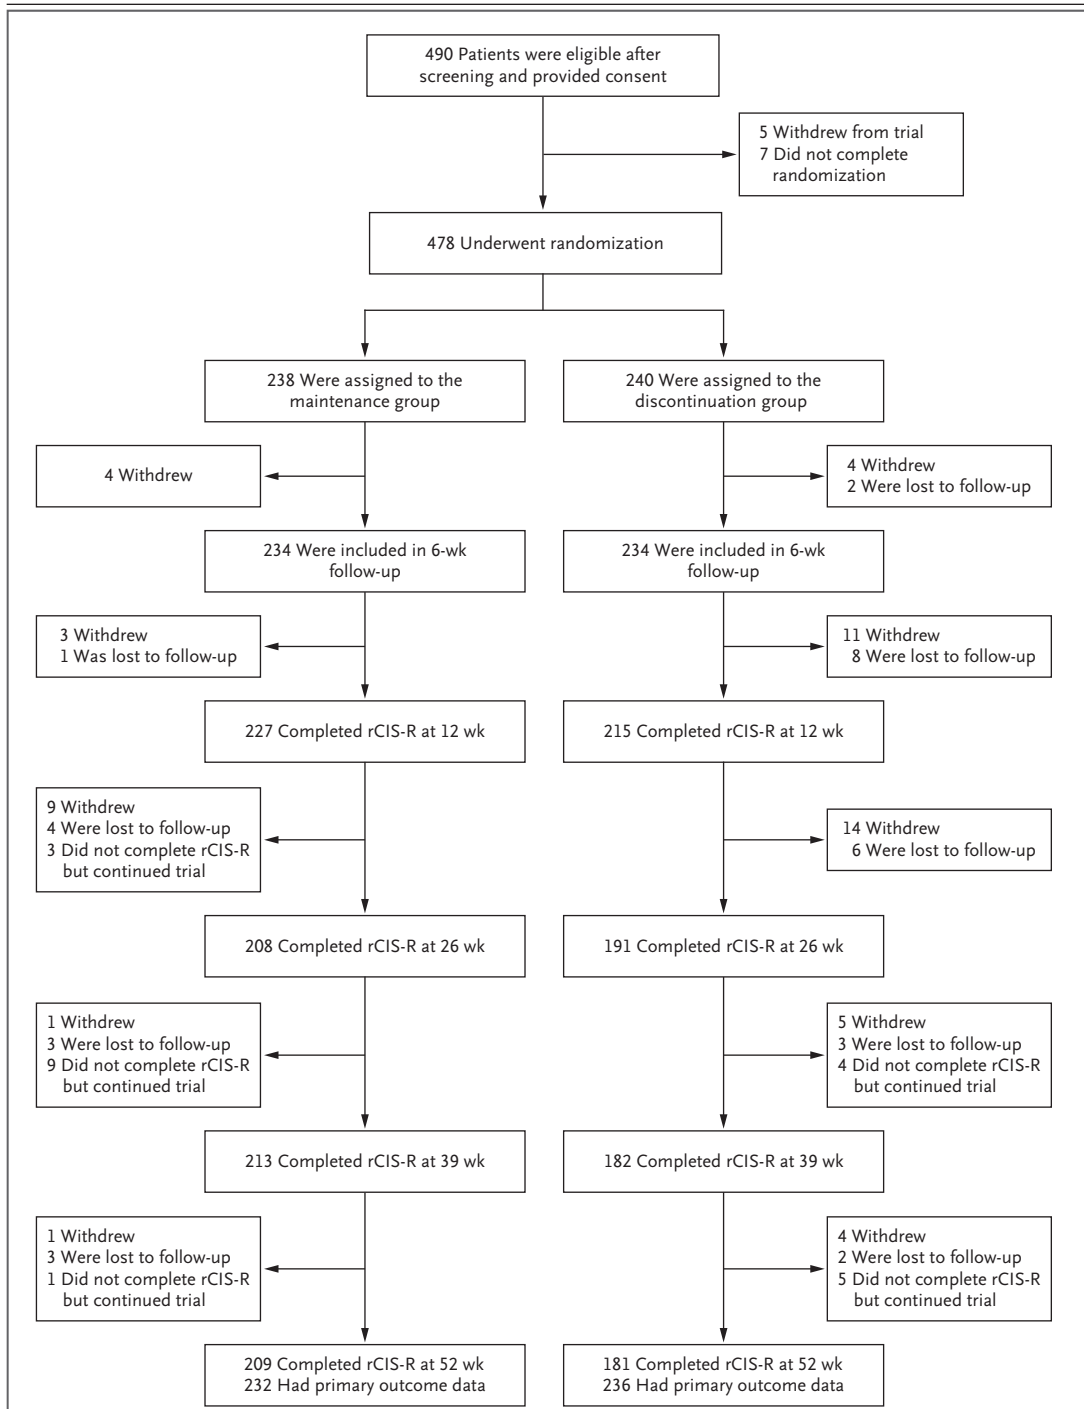 490 Patients were eligible after
screening and provided consent
5 Withdrew from trial
7 Did not complete
randomization
478 Underwent randomization
238 Were assigned to the
maintenance group
240 Were assigned to the
discontinuation group
4 Withdrew
4 Withdrew
2 Were lost to follow-up
234 Were included in 6-wk
follow-up
234 Were included in 6-wk
follow-up
3 Withdrew
1 Was lost to follow-up
11 Withdrew
8 Were lost to follow-up
227 Completed rCIS-R at 12 wk
215 Completed rCIS-R at 12 wk
9 Withdrew
4 Were lost to follow-up
3 Did not complete rCIS-R
but continued trial
14 Withdrew
6 Were lost to follow-up
208 Completed rCIS-R at 26 wk
191 Completed rCIS-R at 26 wk
1 Withdrew
3 Were lost to follow-up
9 Did not complete rCIS-R
but continued trial
5 Withdrew
3 Were lost to follow-up
4 Did not complete rCIS-R
but continued trial
213 Completed rCIS-R at 39 wk
182 Completed rCIS-R at 39 wk
1 Withdrew
3 Were lost to follow-up
1 Did not complete rCIS-R
but continued trial
4 Withdrew
2 Were lost to follow-up
5 Did not complete rCIS-R
but continued trial
209 Completed rCIS-R at 52 wk
232 Had primary outcome data
181 Completed rCIS-R at 52 wk
236 Had primary outcome data